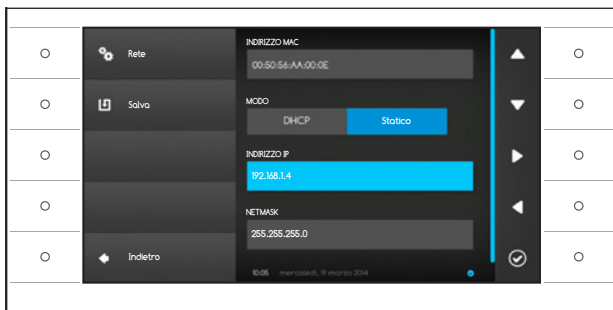 Rete
Salva
Indietro
INDIRIZZO MAC
00:50:56:AA:00:0E
MODO
DHCP Statico
INDIRIZZO IP
192.168.1.4
NETMASK
255.255.255.0
10:05 mercoledì, 19 marzo 2014